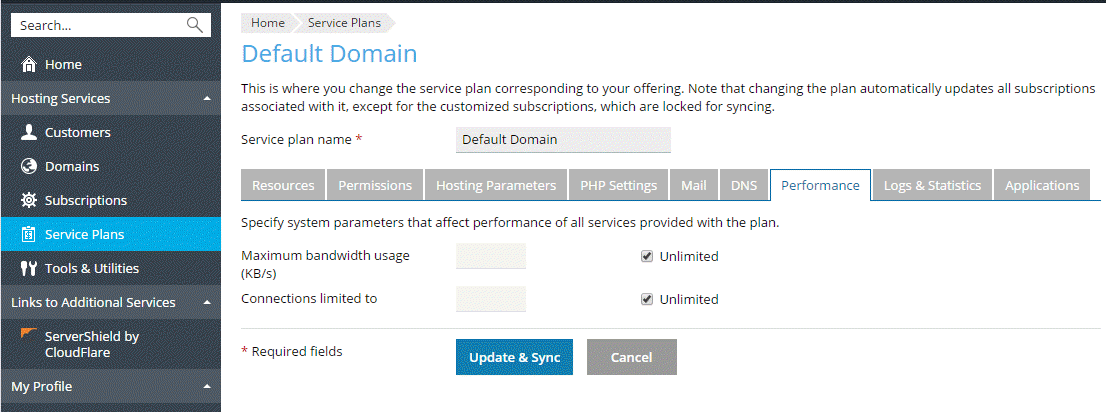 Search...
Home
Hosting Services
Customers
Domains
Subscriptions
Service Plans
Tools & Utilities
Links to Additional Services
ServerShield by
CloudFlare
My Profile
Home Service Plans
Default Domain
This is where you change the service plan corresponding to your offering. Note that changing the plan automatically updates all subscriptions
associated with it, except for the customized subscriptions, which are locked for syncing.
Service plan name * Default Domain
Resources Permissions Hosting Parameters PHP Settings Mail DNS Performance Logs & Statistics Applications
Specify system parameters that affect performance of all services provided with the plan.
Maximum bandwidth usage Unlimited
(KB/s)
Connections limited to Unlimited
* Required fields Update & Sync Cancel